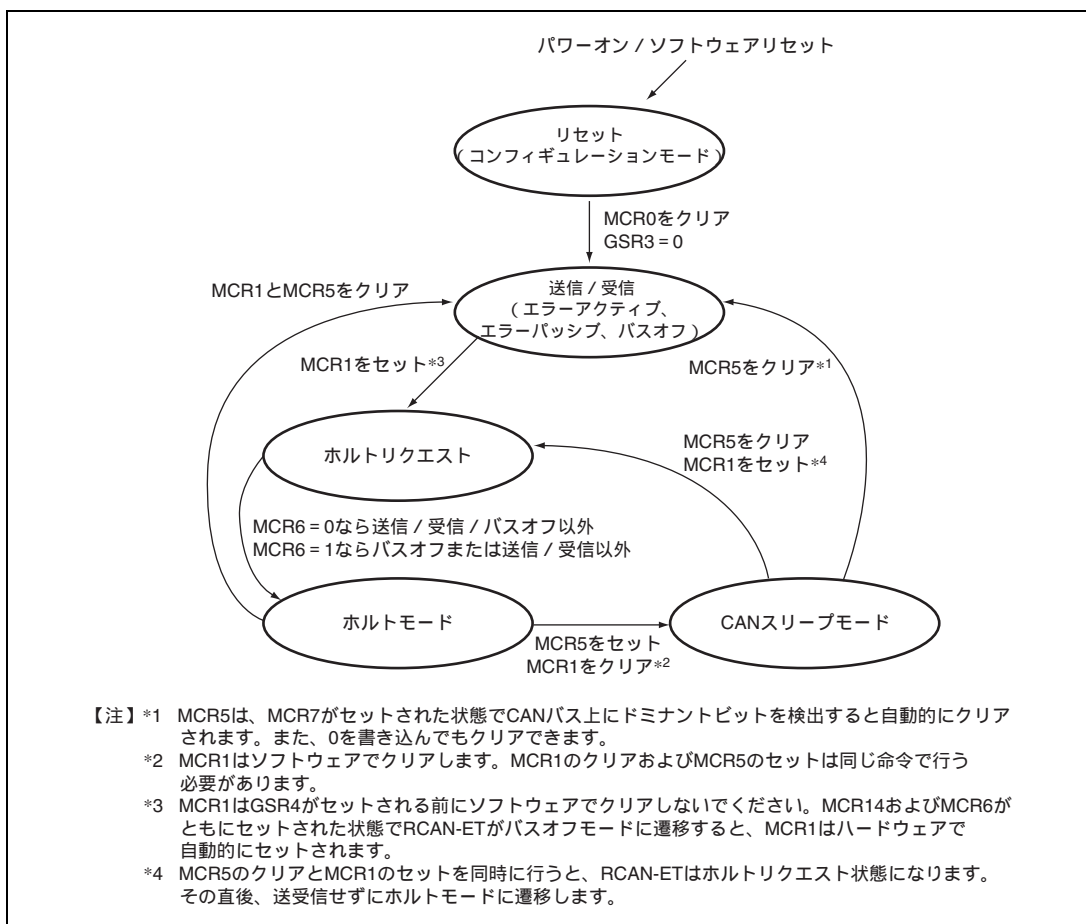 パワーオン / ソフトウェアリセット
リセット
( コンフィギュレーションモード )
MCR0をクリア
GSR3 = 0
MCR1とMCR5をクリア
送信 / 受信
( エラーアクティブ、
エラーパッシブ、バスオフ )
MCR1をセット*3
MCR5をクリア*1
ホルトリクエスト
MCR5をクリア
MCR1をセット*4
MCR6 = 0なら送信 / 受信 / バスオフ以外
MCR6 = 1ならバスオフまたは送信 / 受信以外
ホルトモード
CANスリープモード
MCR5をセット
MCR1をクリア*2
【注】 *1 MCR5は、MCR7がセットされた状態でCANバス上にドミナントビットを検出すると自動的にクリア
されます。また、0を書き込んでもクリアできます。
*2 MCR1はソフトウェアでクリアします。MCR1のクリアおよびMCR5のセットは同じ命令で行う
必要があります。
*3 MCR1はGSR4がセットされる前にソフトウェアでクリアしないでください。MCR14およびMCR6が
ともにセットされた状態でRCAN-ETがバスオフモードに遷移すると、MCR1はハードウェアで
自動的にセットされます。
*4 MCR5のクリアとMCR1のセットを同時に行うと、RCAN-ETはホルトリクエスト状態になります。
その直後、送受信せずにホルトモードに遷移します。